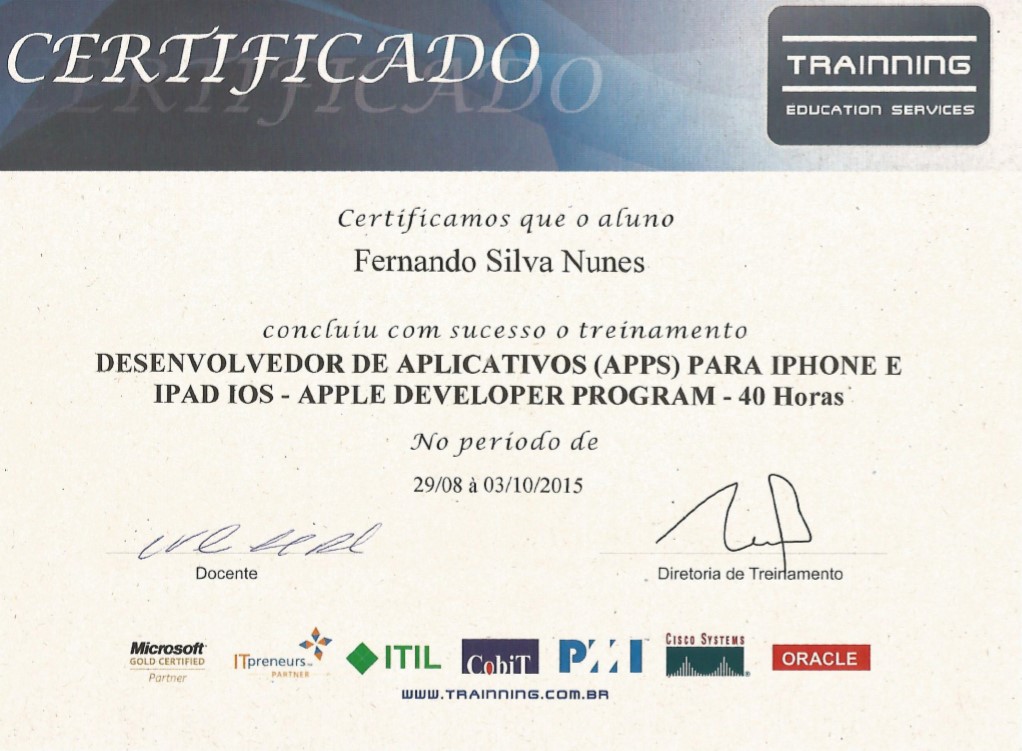 CERTIFICADO
TRAINNING
EDUCATION SERVICES
Certificamos que o aluno
Fernando Silva Nunes
concluiu com sucesso o treinamento
DESENVOLVEDOR DE APLICATIVOS (APPS) PARA IPHONE E
IPAD IOS - APPLE DEVELOPER PROGRAM - 40 Horas
No período de
29/08 à 03/10/2015
Docente
Diretoria de Treinamento
Microsoft
GOLD CERTIFIED
Partner
ITpreneurs
PARTNER
ITIL
COBIT
PMI
CISCO SYSTEMS
ORACLE
WWW.TRAINNING.COM.BR